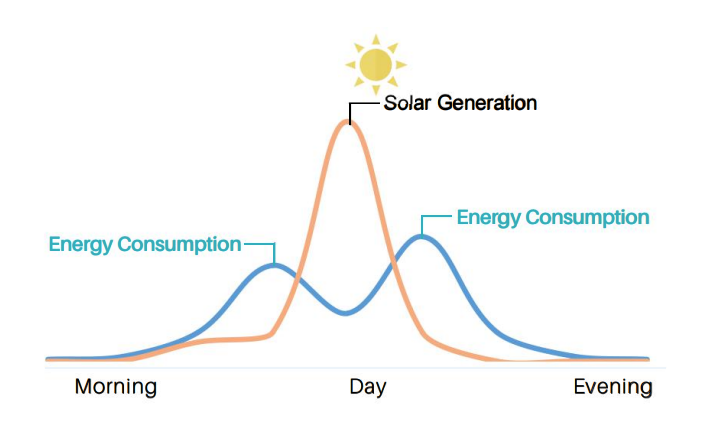 Solar Generation
Energy Consumption
Energy Consumption
Morning Day Evening